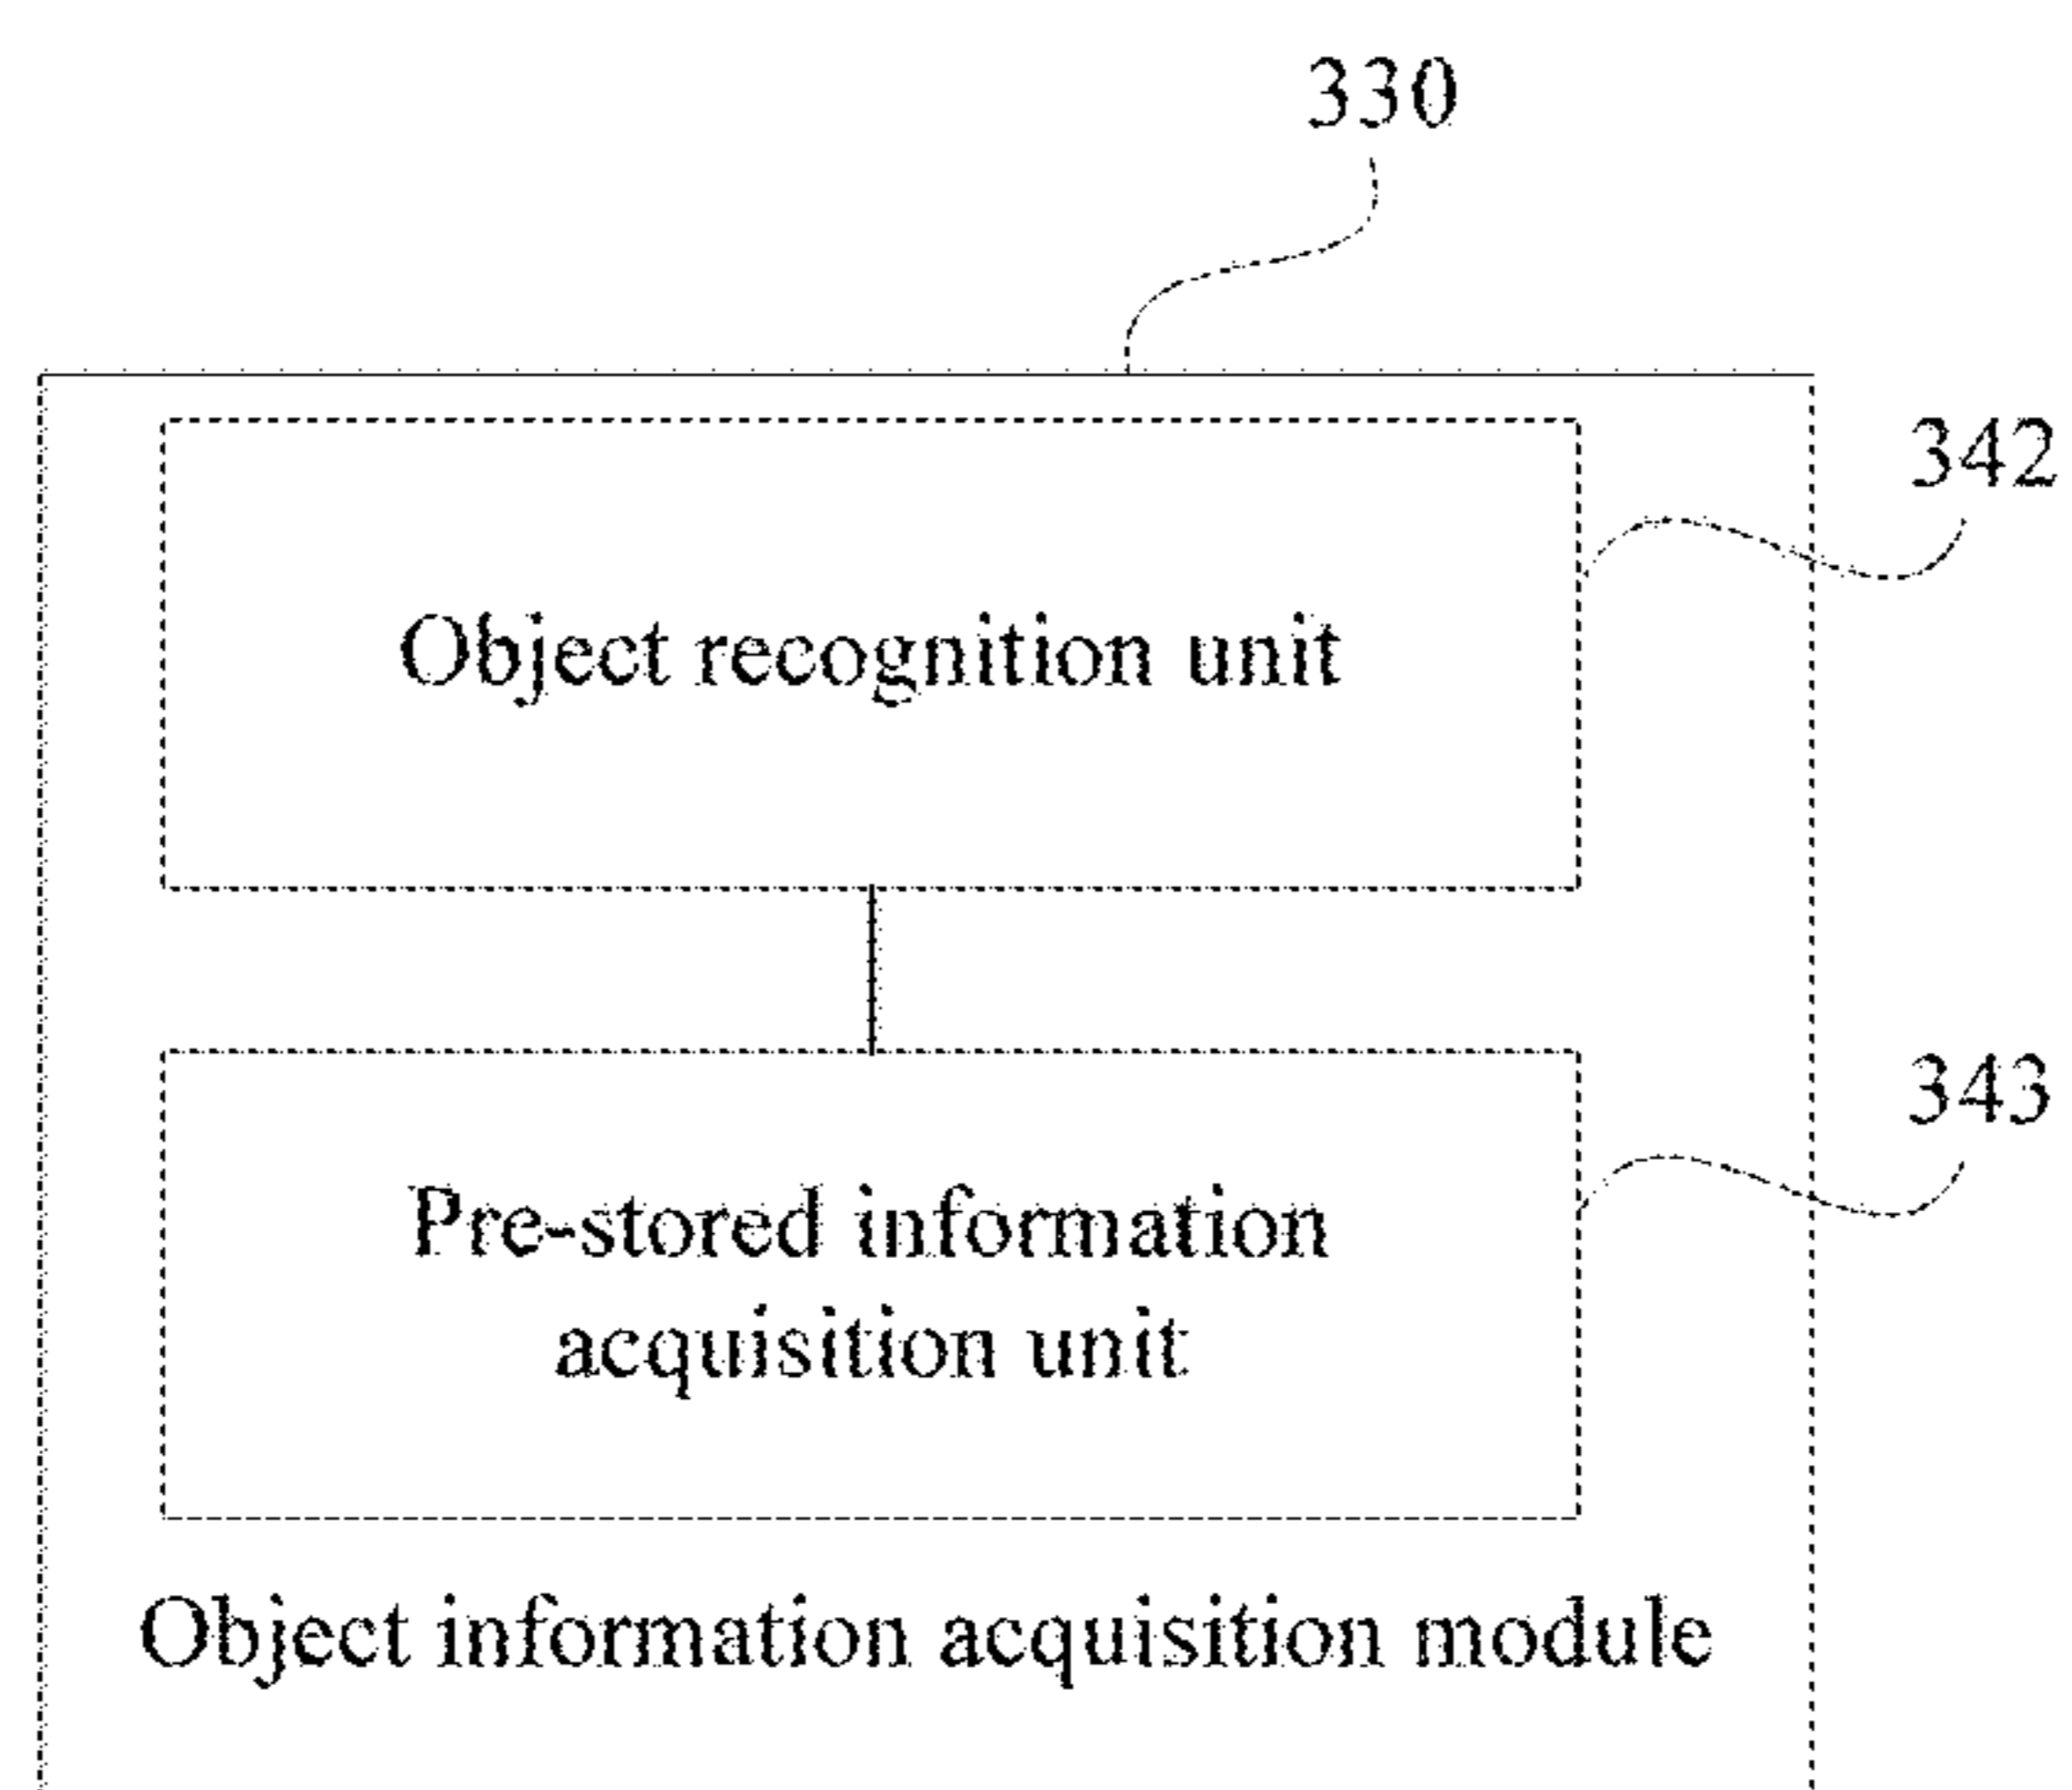 330
342
Object recognition unit
343
Pre-stored information
acquisition unit
Object information acquisition module